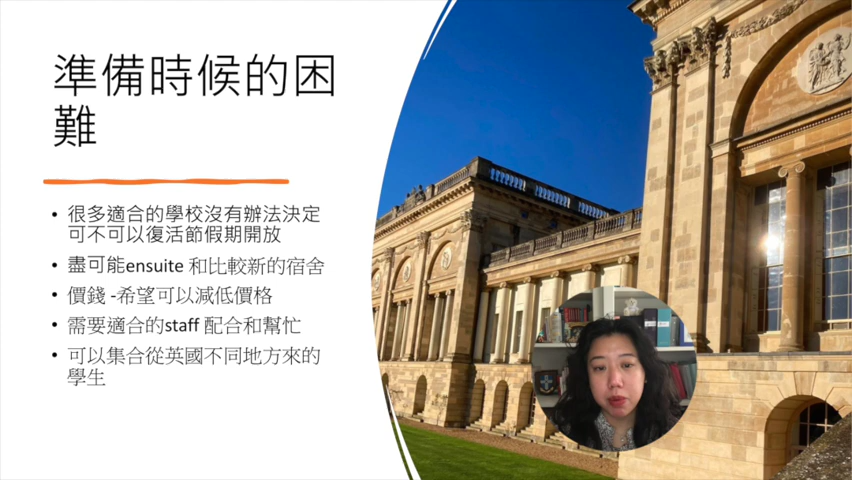 準備時候的困
難
• 很多適合的學校沒有辦法決定
可不可以復活節假期開放
• 盡可能ensuite 和比較新的宿舍
• 價錢 -希望可以減低價格
• 需要適合的staff 配合和幫忙
• 可以集合從英國不同地方來的
學生